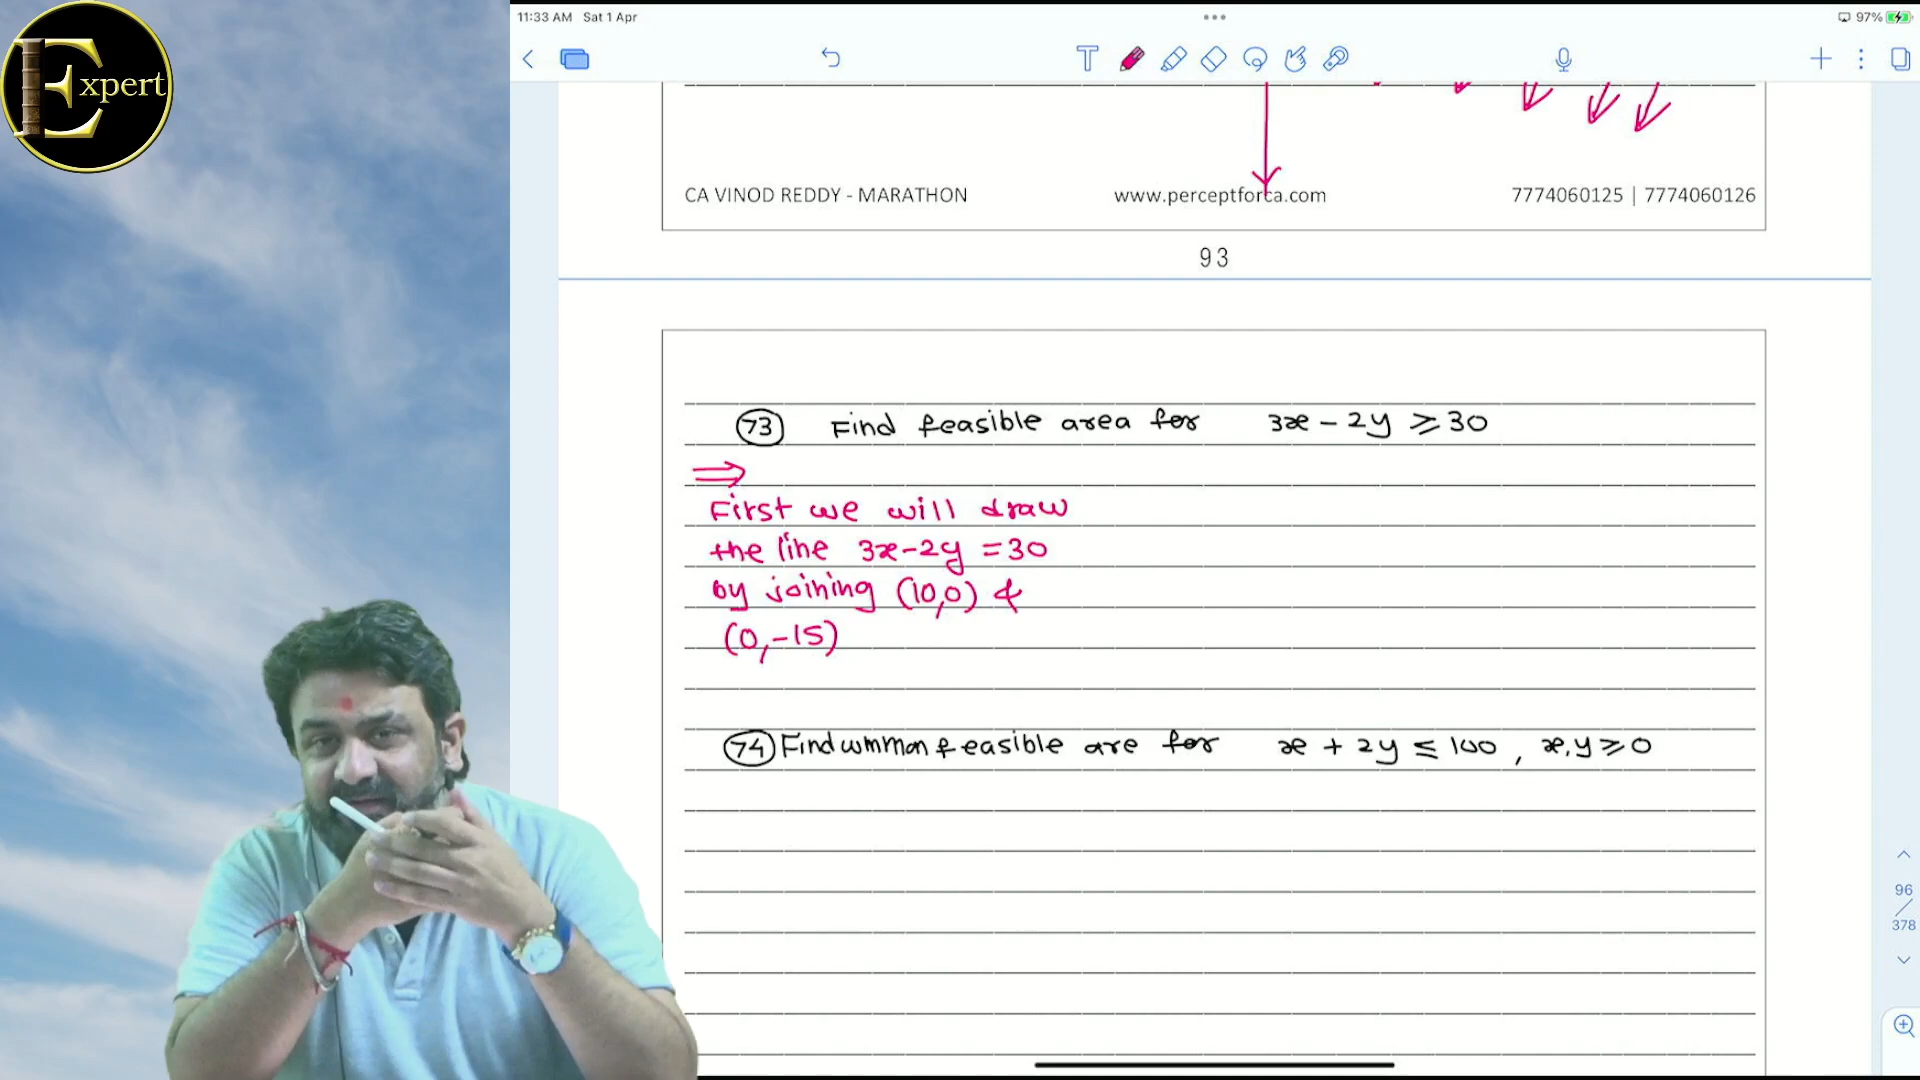 Expert
11:33 AM Sat 1 Apr
97%
CA VINOD REDDY - MARATHON www.perceptforca.com 7774060125 | 7774060126
93
73 Find feasible area for 3x - 2y ≥ 30
⇒
First we will draw
the line 3x-2y = 30
by joining (10,0) &
(0,-15)
74 Find common feasible are for x + 2y ≤ 100, x,y ≥ 0
96
378